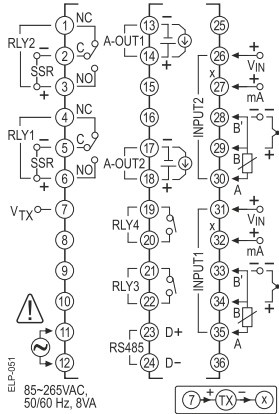 1 NC 13 − 25
RLY2 − 2 C A-OUT1 14 + 26 + VIN
SSR x
+ 3 NO 15 27 + mA
4 NC 16 INPUT2 28 − − B' +
RLY1 − 5 C 17 − 29 B
SSR A-OUT2
+ 6 NO 18 + 30 A
VTX 7 19 31 + VIN
RLY4 x
8 20 32 + mA
9 21 INPUT1 33 − − B' +
RLY3
10 22 34 B
11 23 D+ 35 A
RS485
12 24 D− 36
ELP-051
85~265VAC,
50/60 Hz, 8VA
7 + TX − X